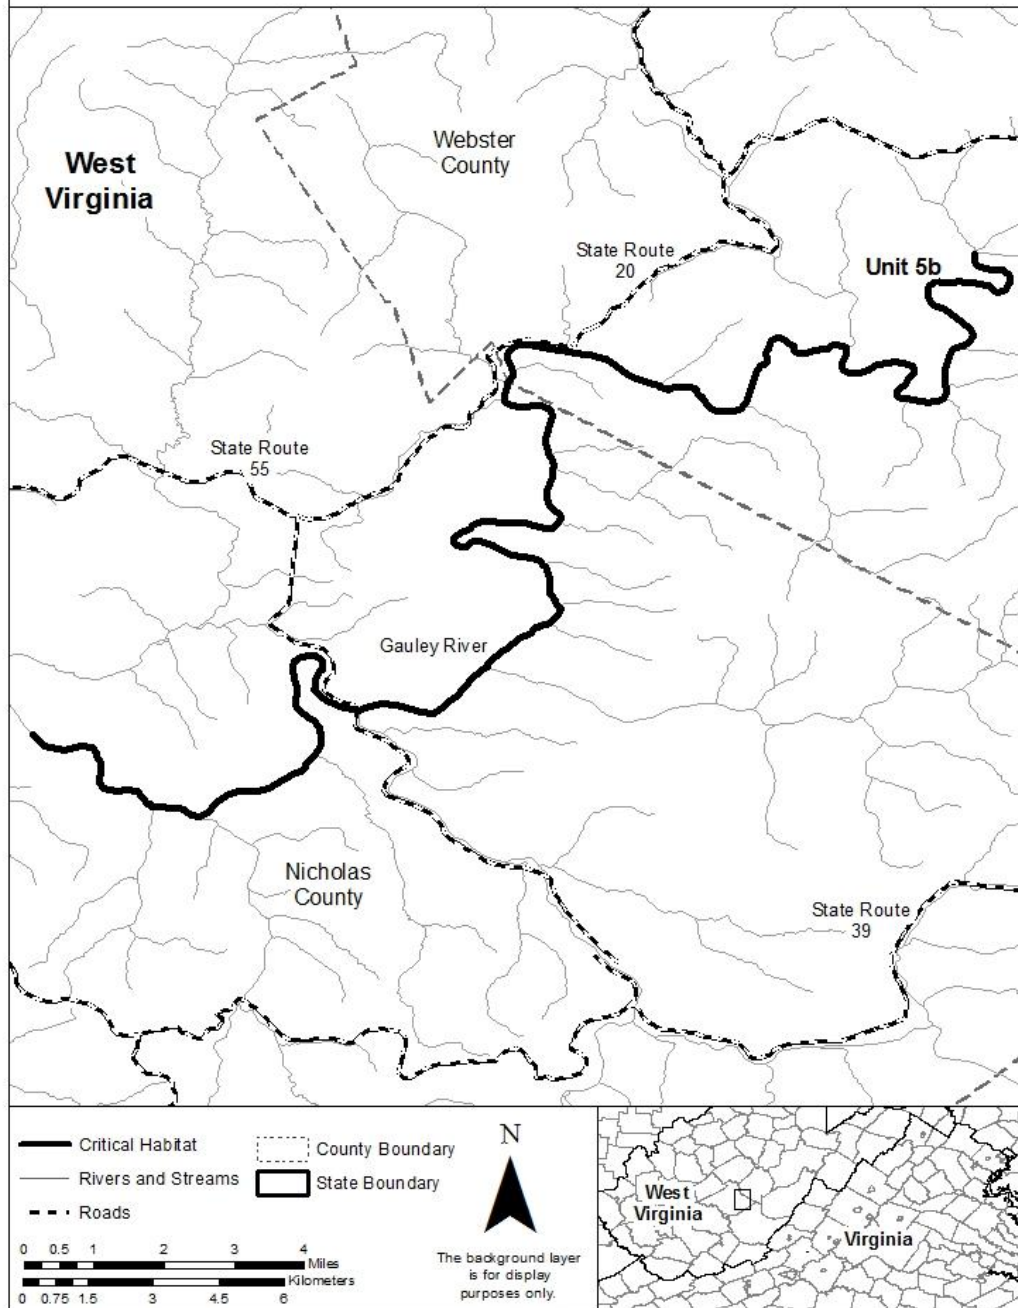 Webster
County
West
Virginia
State Route
20
Unit 5b
State Route
55
Gauley River
Nicholas
County
State Route
39
Critical Habitat
Rivers and Streams
Roads
County Boundary
State Boundary
0 0.5 1 2 3 4
Miles
Kilometers
0 0.75 1.5 3 4.5 6
N
The background layer
is for display
purposes only.
West
Virginia
Virginia